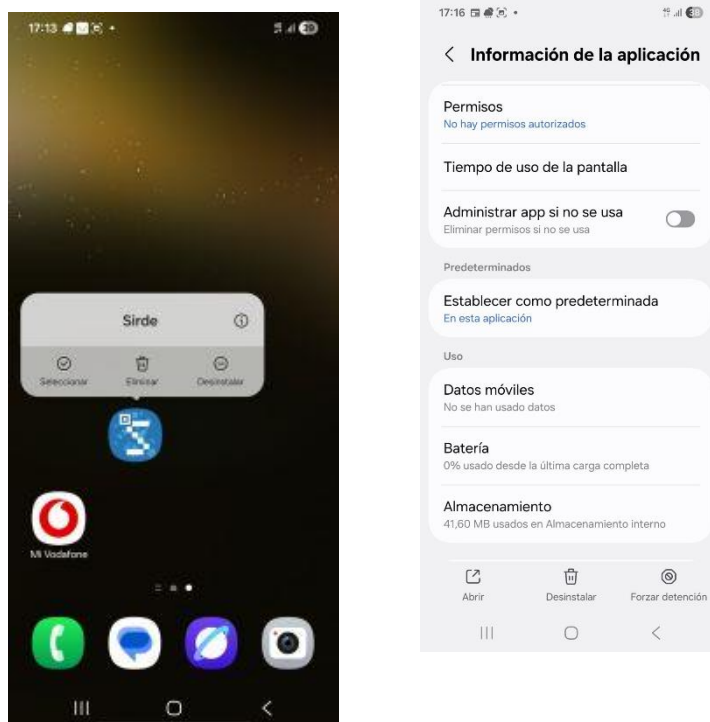 17:13
39
Sirde
Seleccionar
Eliminar
Desinstalar
Mi Vodafone
17:16
Información de la aplicación
Permisos
No hay permisos autorizados
Tiempo de uso de la pantalla
Administrar app si no se usa
Eliminar permisos si no se usa
Predeterminados
Establecer como predeterminada
En esta aplicación
Uso
Datos móviles
No se han usado datos
Batería
0% usado desde la última carga completa
Almacenamiento
41,60 MB usados en Almacenamiento interno
Abrir
Desinstalar
Forzar detención